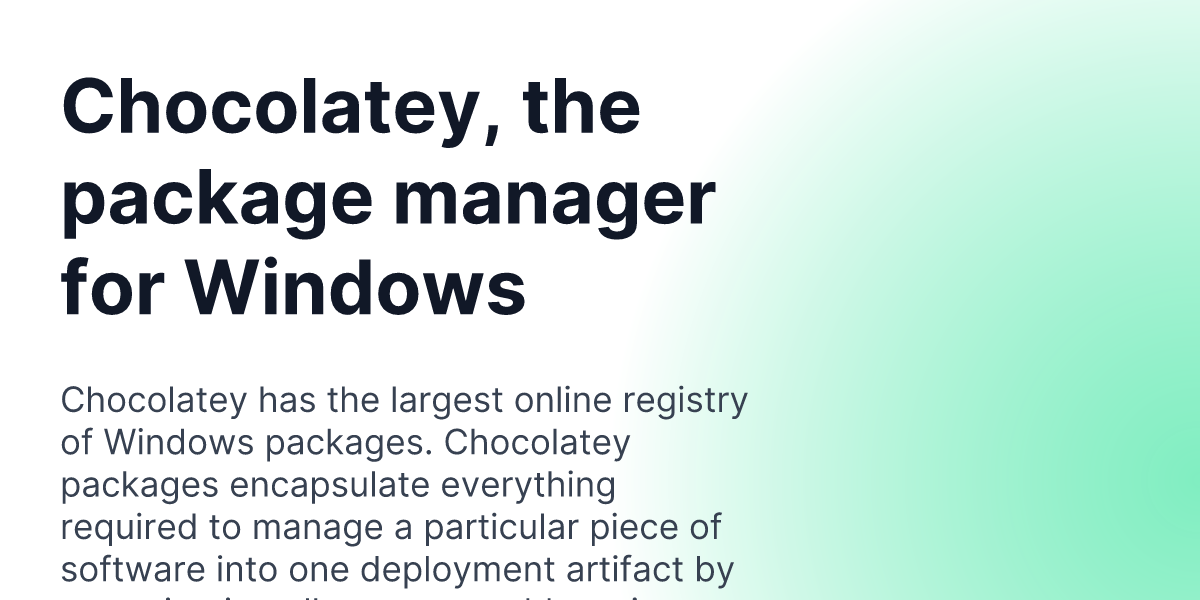 Chocolatey, the
package manager
for Windows
Chocolatey has the largest online registry
of Windows packages. Chocolatey
packages encapsulate everything
required to manage a particular piece of
software into one deployment artifact by